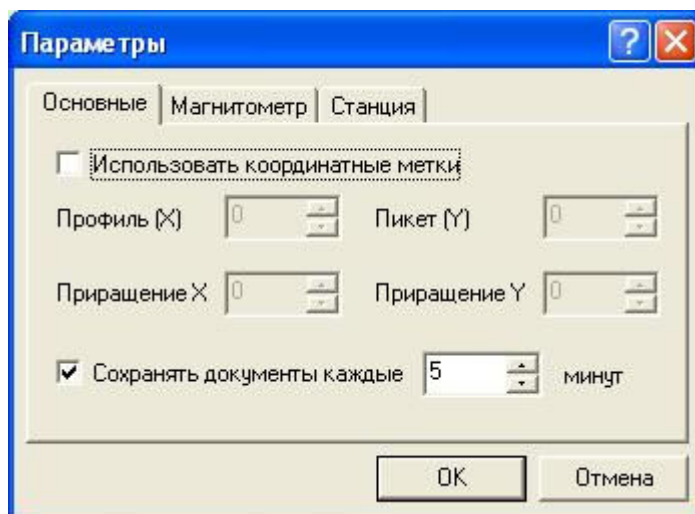 Параметры
Основные Магнитометр Станция
Использовать координатные метки
Профиль (X) 0 Пикет (Y) 0
Приращение X 0 Приращение Y 0
Сохранять документы каждые 5 минут
OK Отмена